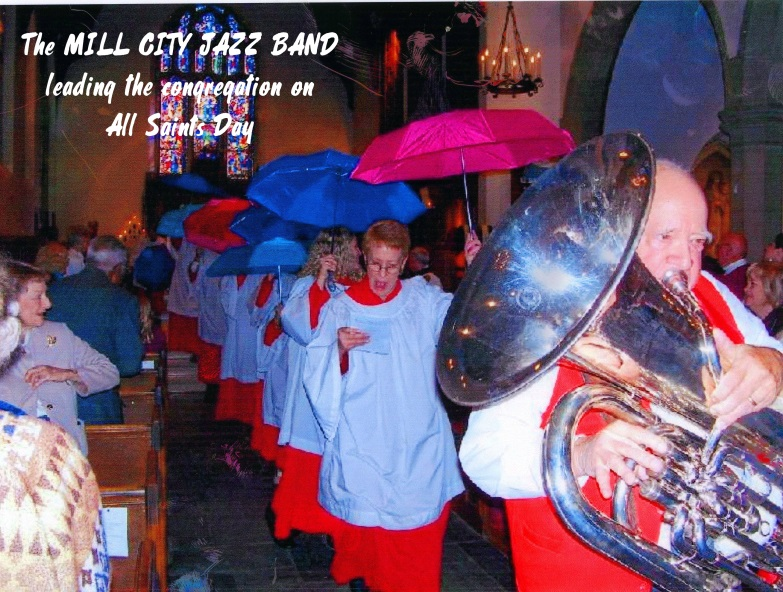 The MILL CITY JAZZ BAND
leading the congregation on
All Saints Day